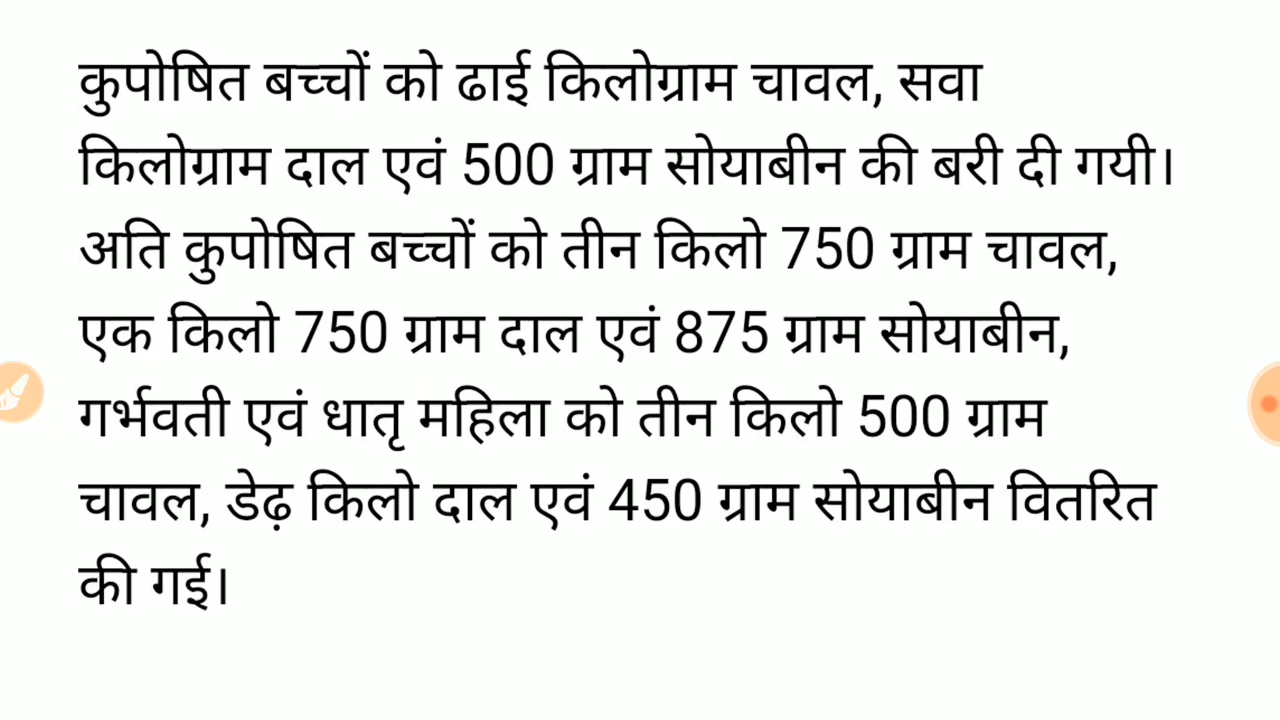 कुपोषित बच्चों को ढाई किलोग्राम चावल, सवा
किलोग्राम दाल एवं 500 ग्राम सोयाबीन की बरी दी गयी।
अति कुपोषित बच्चों को तीन किलो 750 ग्राम चावल,
एक किलो 750 ग्राम दाल एवं 875 ग्राम सोयाबीन,
गर्भवती एवं धातृ महिला को तीन किलो 500 ग्राम
चावल, डेढ़ किलो दाल एवं 450 ग्राम सोयाबीन वितरित
की गई।